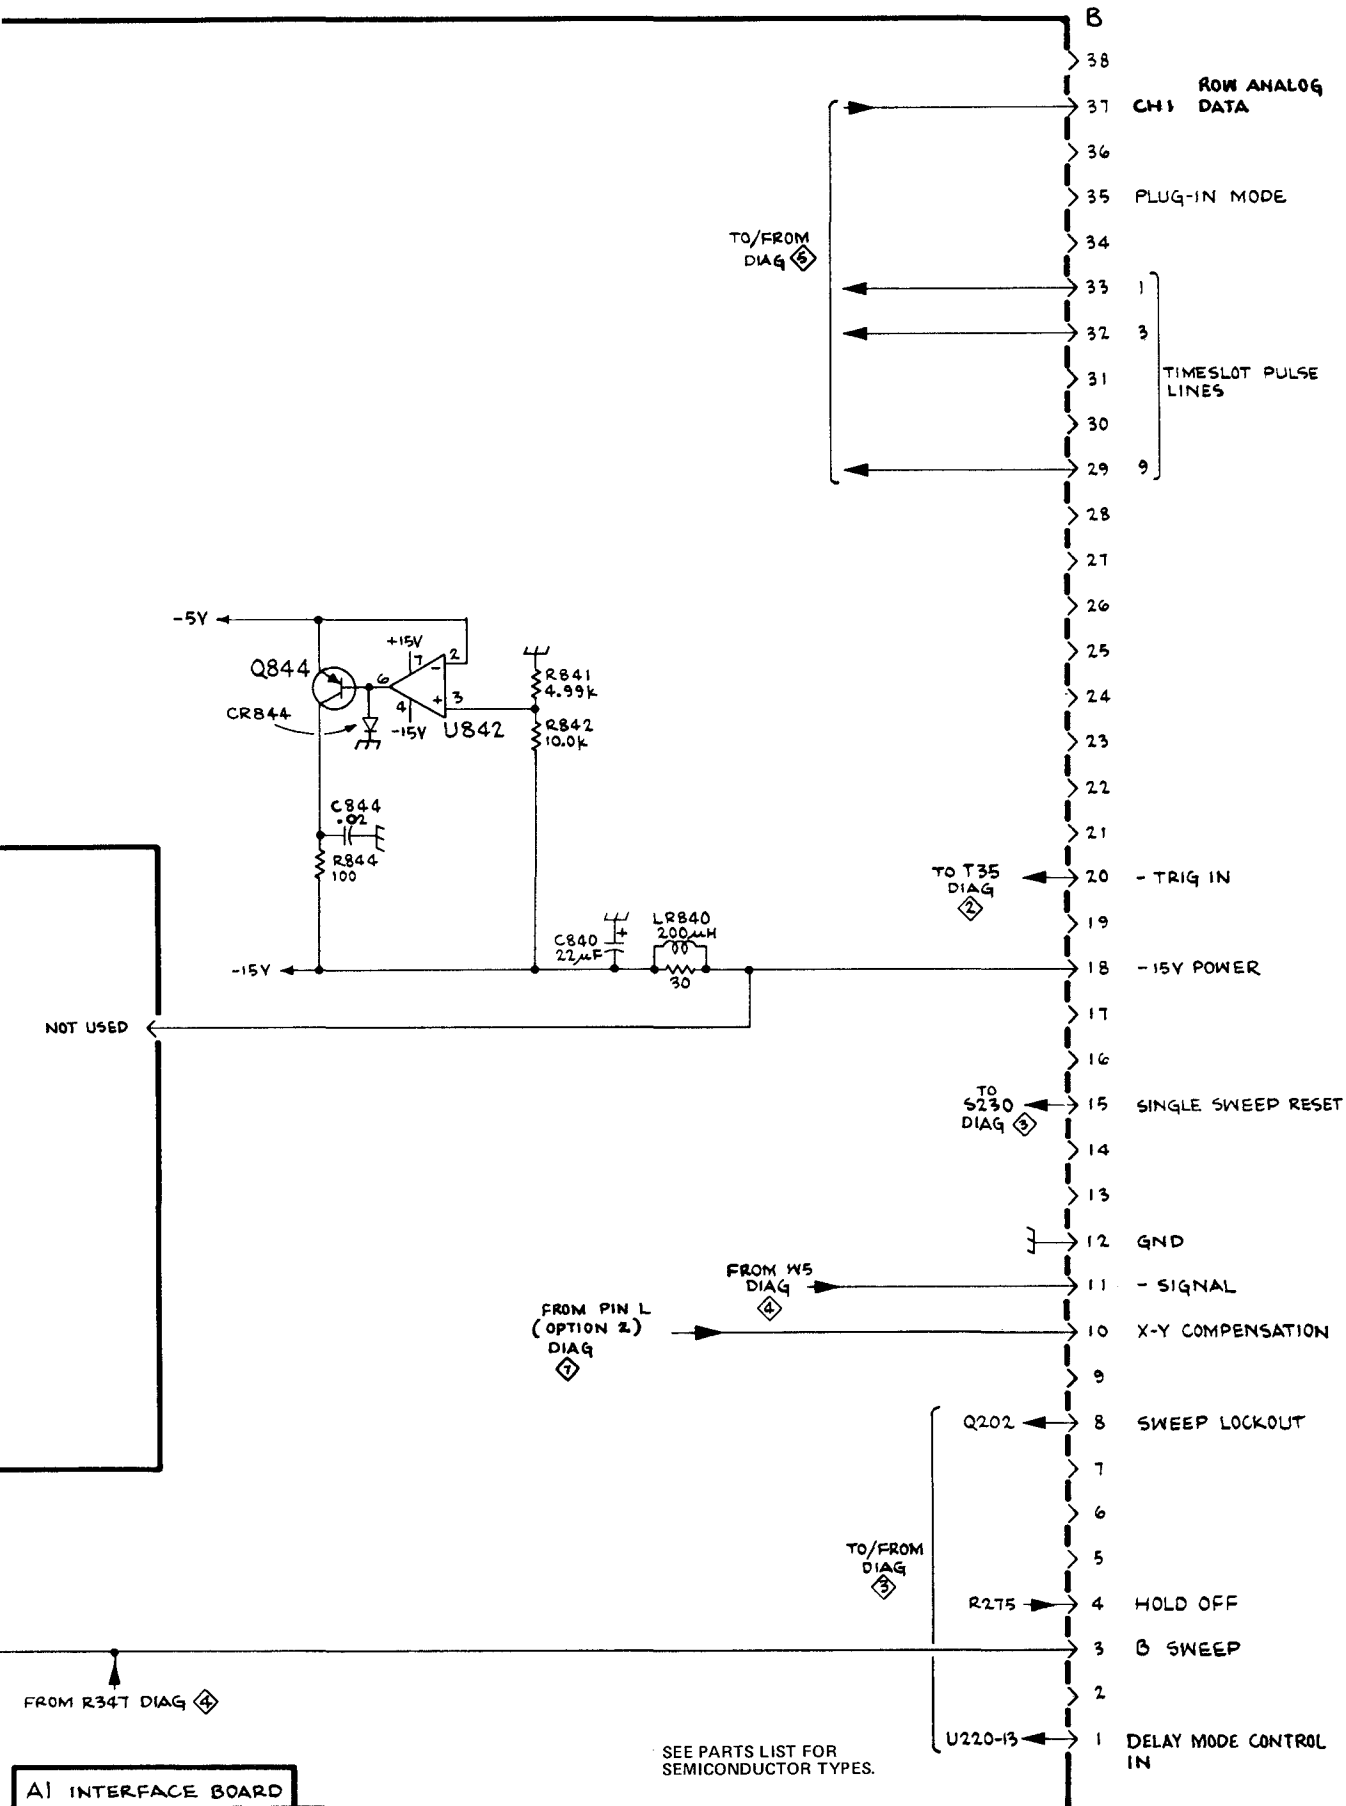 B
38
ROW ANALOG
37 CH1 DATA
36
35 PLUG-IN MODE
TO/FROM
DIAG 5
34
33 1
32 3
31
TIMESLOT PULSE
LINES
30
29 9
28
27
26
25
24
23
22
21
-5V
+15V
Q844
7
2
-
6
+
3
4
CR844
-15V
U842
R841
4.99k
R842
10.0k
C844
.02
R844
100
TO T35
DIAG
2
20 - TRIG IN
19
C840
22µF
+
LR840
200µH
30
-15V
18 -15V POWER
NOT USED
17
16
TO
S230
DIAG 3
15 SINGLE SWEEP RESET
14
13
12 GND
FROM W5
DIAG
4
11 - SIGNAL
FROM PIN L
(OPTION 2)
DIAG
7
10 X-Y COMPENSATION
9
Q202
8 SWEEP LOCKOUT
7
6
TO/FROM
DIAG
3
5
R275
4 HOLD OFF
3 B SWEEP
FROM R347 DIAG 4
2
U220-13
1 DELAY MODE CONTROL
IN
SEE PARTS LIST FOR
SEMICONDUCTOR TYPES.
A1 INTERFACE BOARD